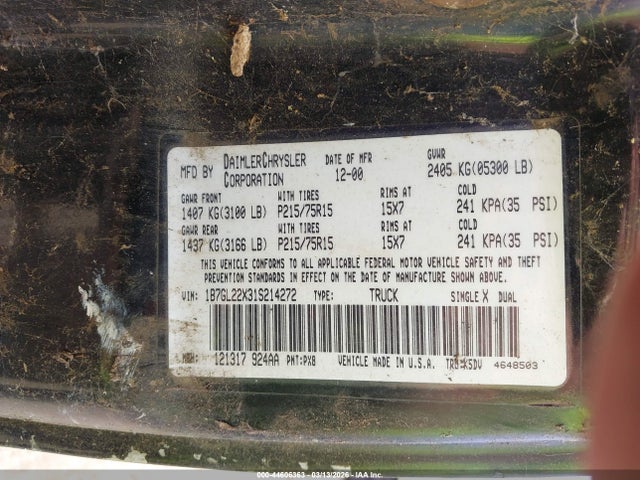 MFD BY DAIMLERCHRYSLER CORPORATION DATE OF MFR 12-00 GVWR 2405 KG(05300 LB)
GAWR FRONT WITH TIRES RIMS AT COLD
1407 KG(3100 LB) P215/75R15 15X7 241 KPA(35 PSI)
GAWR REAR WITH TIRES RIMS AT COLD
1437 KG(3166 LB) P215/75R15 15X7 241 KPA(35 PSI)
THIS VEHICLE CONFORMS TO ALL APPLICABLE FEDERAL MOTOR VEHICLE SAFETY AND THEFT
PREVENTION STANDARDS IN EFFECT ON THE DATE OF MANUFACTURE SHOWN ABOVE.
VIN: 1B7GL22X31S214272 TYPE: TRUCK SINGLE X DUAL
MDH: 121317 924AA PNT:PX8 VEHICLE MADE IN U.S.A. 4648503
000-44606363 - 03/13/2026 - IAA Inc.